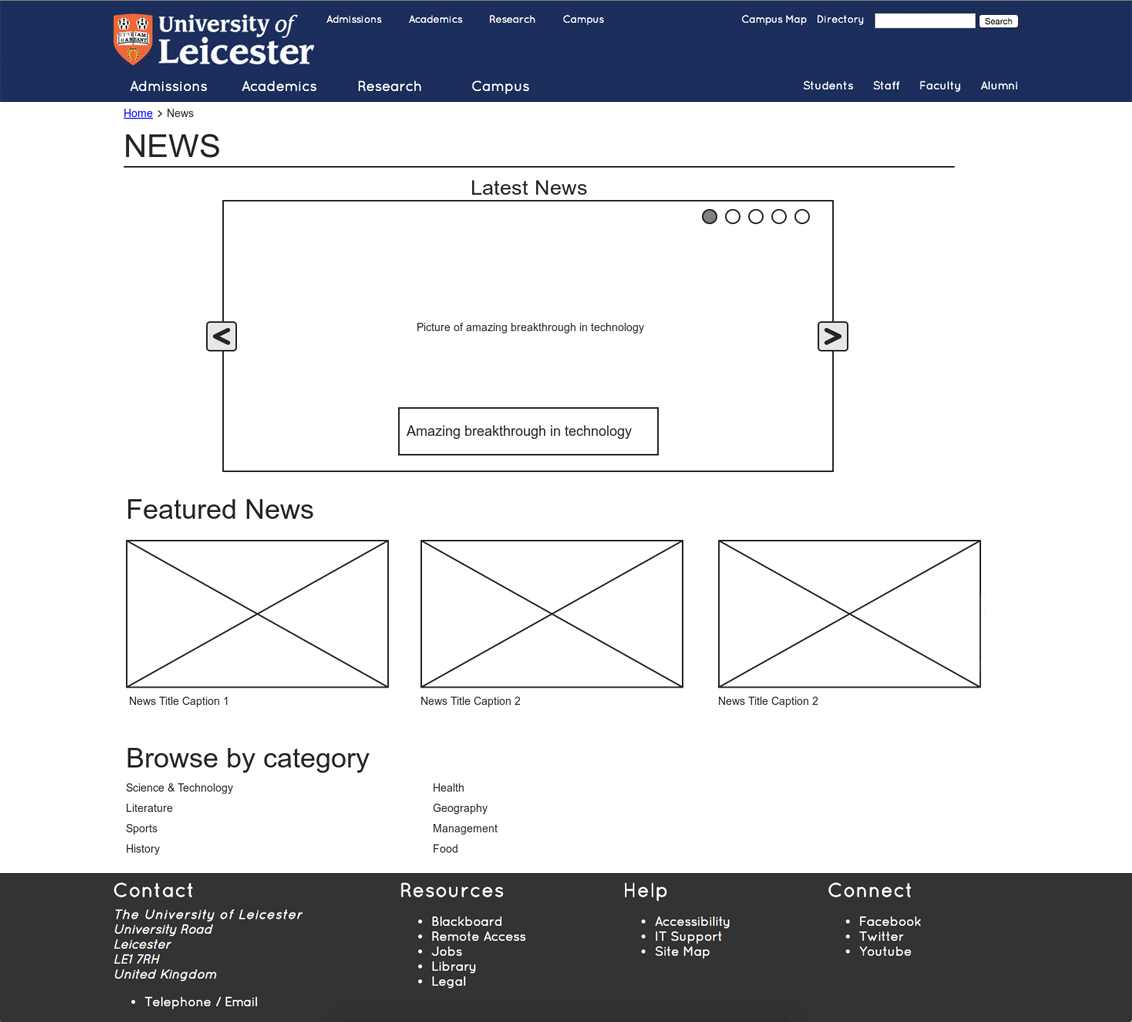 University of
Leicester
Admissions Academics Research Campus
Campus Map Directory Search
Admissions Academics Research Campus
Students Staff Faculty Alumni
Home > News
NEWS
Latest News
<
Picture of amazing breakthrough in technology
>
Amazing breakthrough in technology
Featured News
News Title Caption 1
News Title Caption 2
News Title Caption 2
Browse by category
Science & Technology
Literature
Sports
History
Health
Geography
Management
Food
Contact
The University of Leicester
University Road
Leicester
LE1 7RH
United Kingdom
• Telephone / Email
Resources
• Blackboard
• Remote Access
• Jobs
• Library
• Legal
Help
• Accessibility
• IT Support
• Site Map
Connect
• Facebook
• Twitter
• Youtube